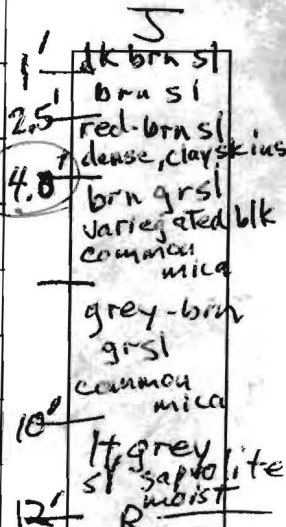 5
dk brn sl
1'
brn sl
2.5'
red-brn sl
dense, clayskins
4.0'
brn grsl
variegated blk
common
mica
grey-brn
grsl
common
mica
10'
lt, grey
sl saprolite
moist
12'
R